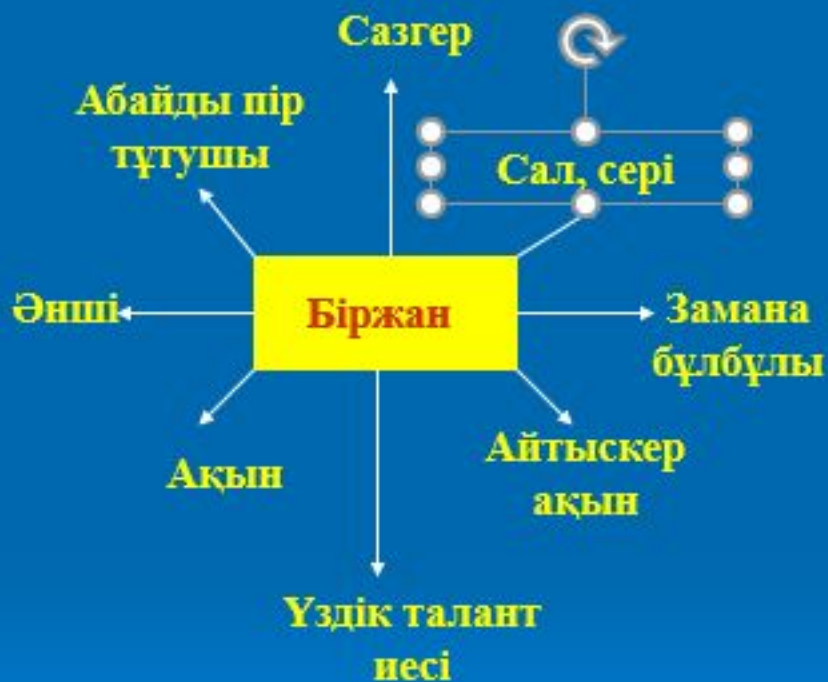 Сазгер
Абайды пір
тұтушы
Сал, сері
Әнші
Біржан
Замана
бұлбұлы
Ақын
Айтыскер
ақын
Үздік талант
иесі